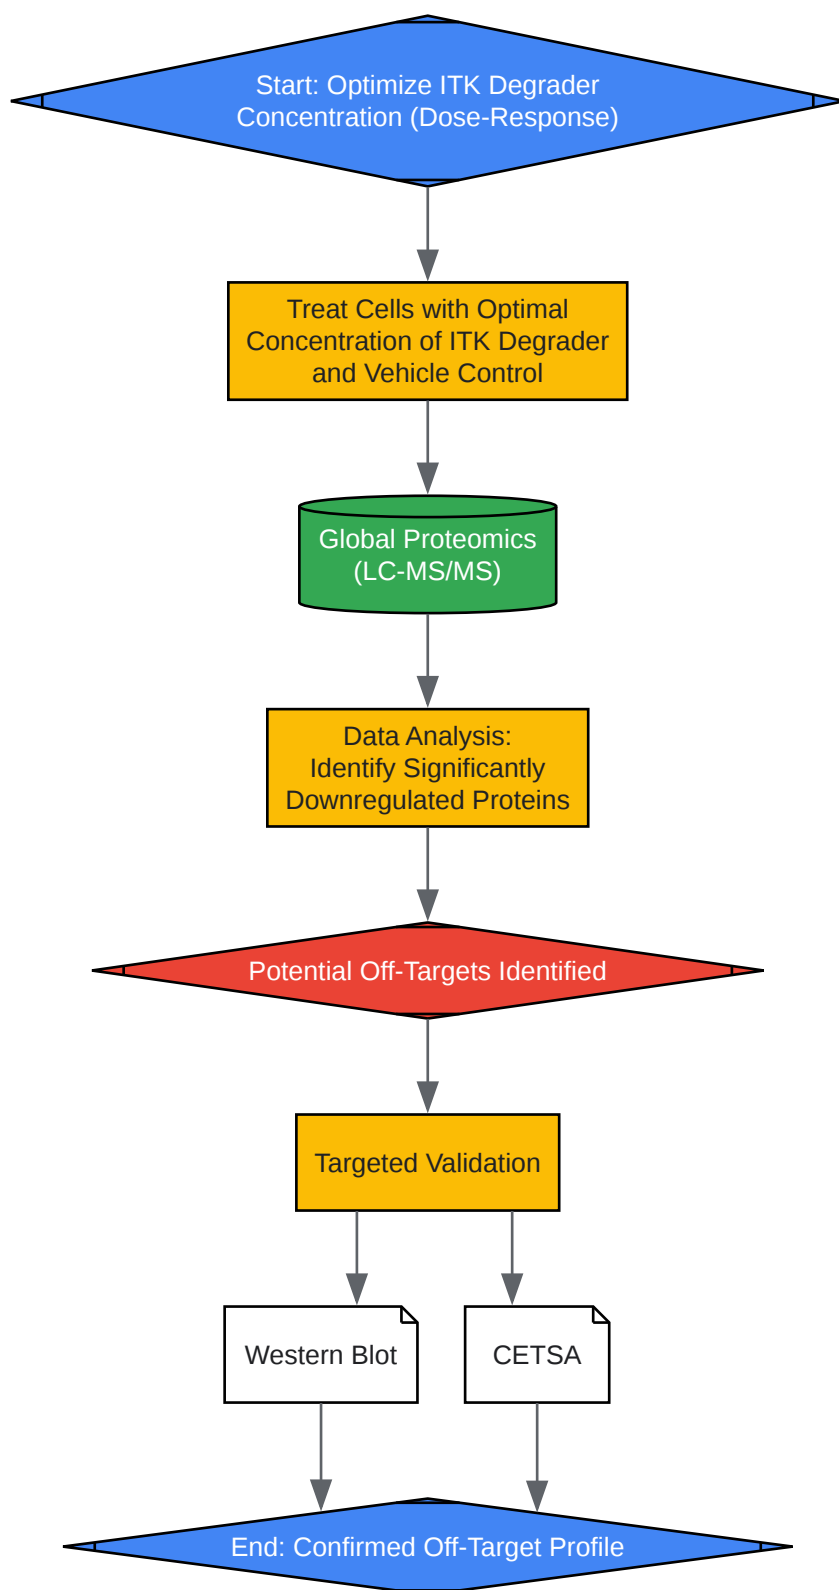 Start: Optimize ITK Degrader
Concentration (Dose-Response)
Treat Cells with Optimal
Concentration of ITK Degrader
and Vehicle Control
Global Proteomics
(LC-MS/MS)
Data Analysis:
Identify Significantly
Downregulated Proteins
Potential Off-Targets Identified
Targeted Validation
Western Blot
CETSA
End: Confirmed Off-Target Profile